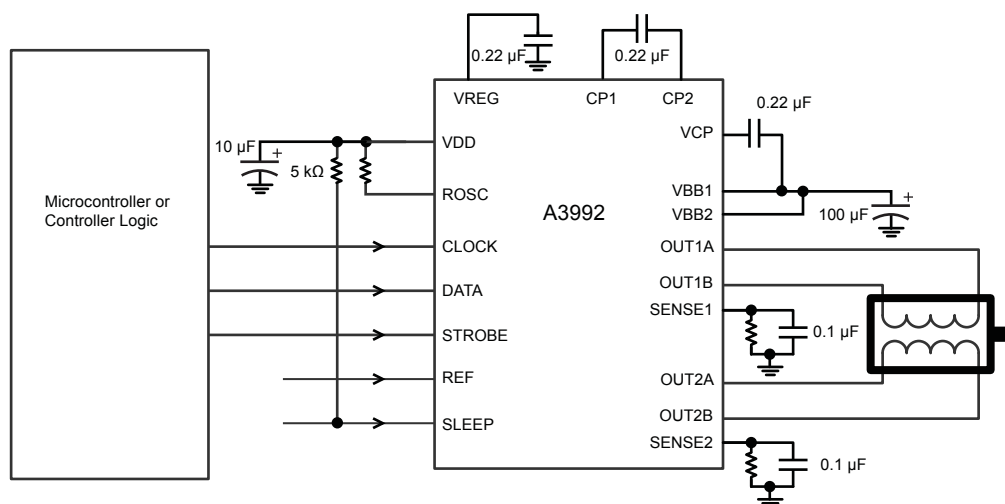 0.22 µF
0.22 µF
VREG
CP1
CP2
0.22 µF
VCP
10 µF
+
VDD
5 kΩ
ROSC
Microcontroller or
Controller Logic
A3992
VBB1
VBB2
+
100 µF
CLOCK
OUT1A
DATA
OUT1B
STROBE
SENSE1
0.1 µF
REF
OUT2A
SLEEP
OUT2B
SENSE2
0.1 µF